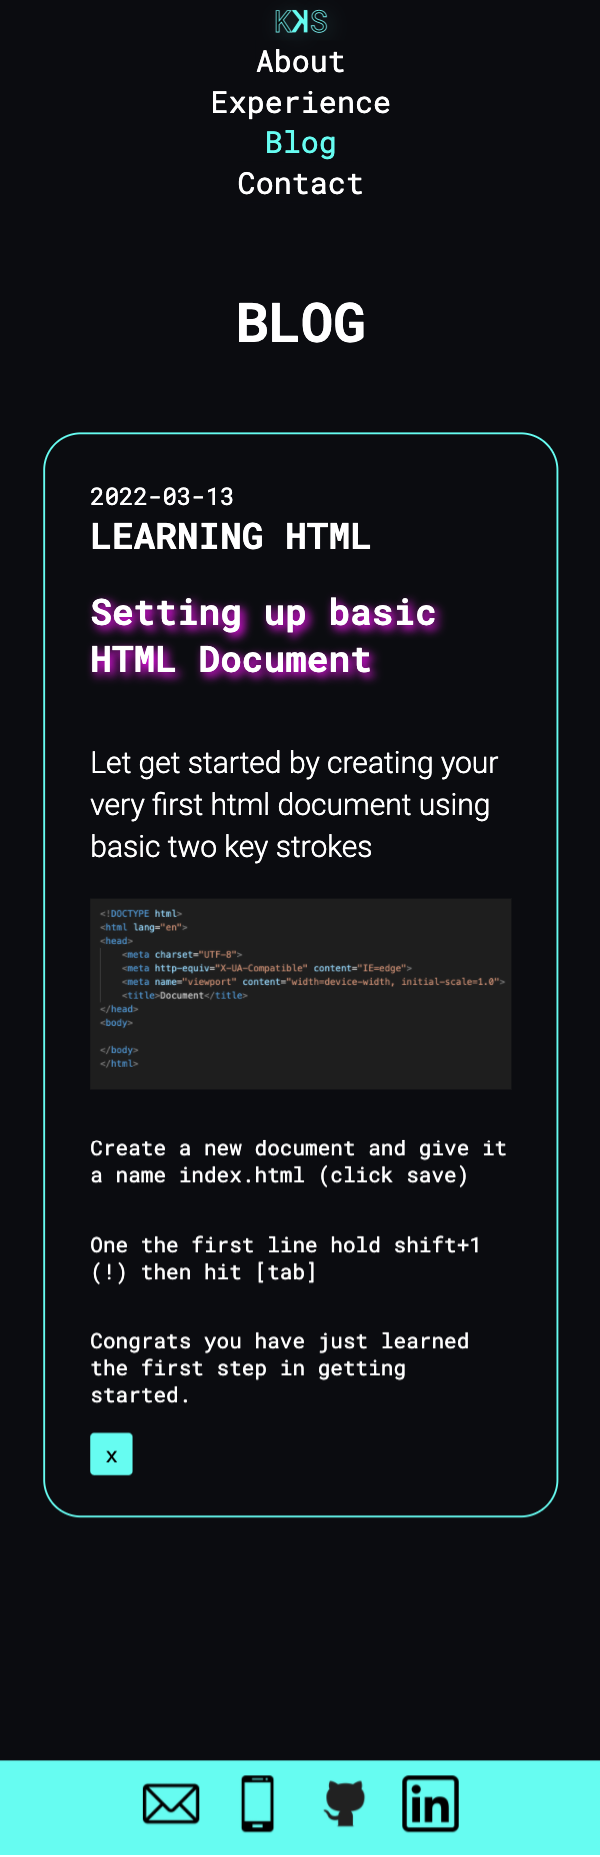 KKS
About
Experience
Blog
Contact
BLOG
2022-03-13
LEARNING HTML
Setting up basic
HTML Document
Let get started by creating your
very first html document using
basic two key strokes
<!DOCTYPE html>
<html lang="en">
<head>
    <meta charset="UTF-8">
    <meta http-equiv="X-UA-Compatible" content="IE=edge">
    <meta name="viewport" content="width=device-width, initial-scale=1.0">
    <title>Document</title>
</head>
<body>

</body>
</html>
Create a new document and give it
a name index.html (click save)
One the first line hold shift+1
(!) then hit [tab]
Congrats you have just learned
the first step in getting
started.
x
in